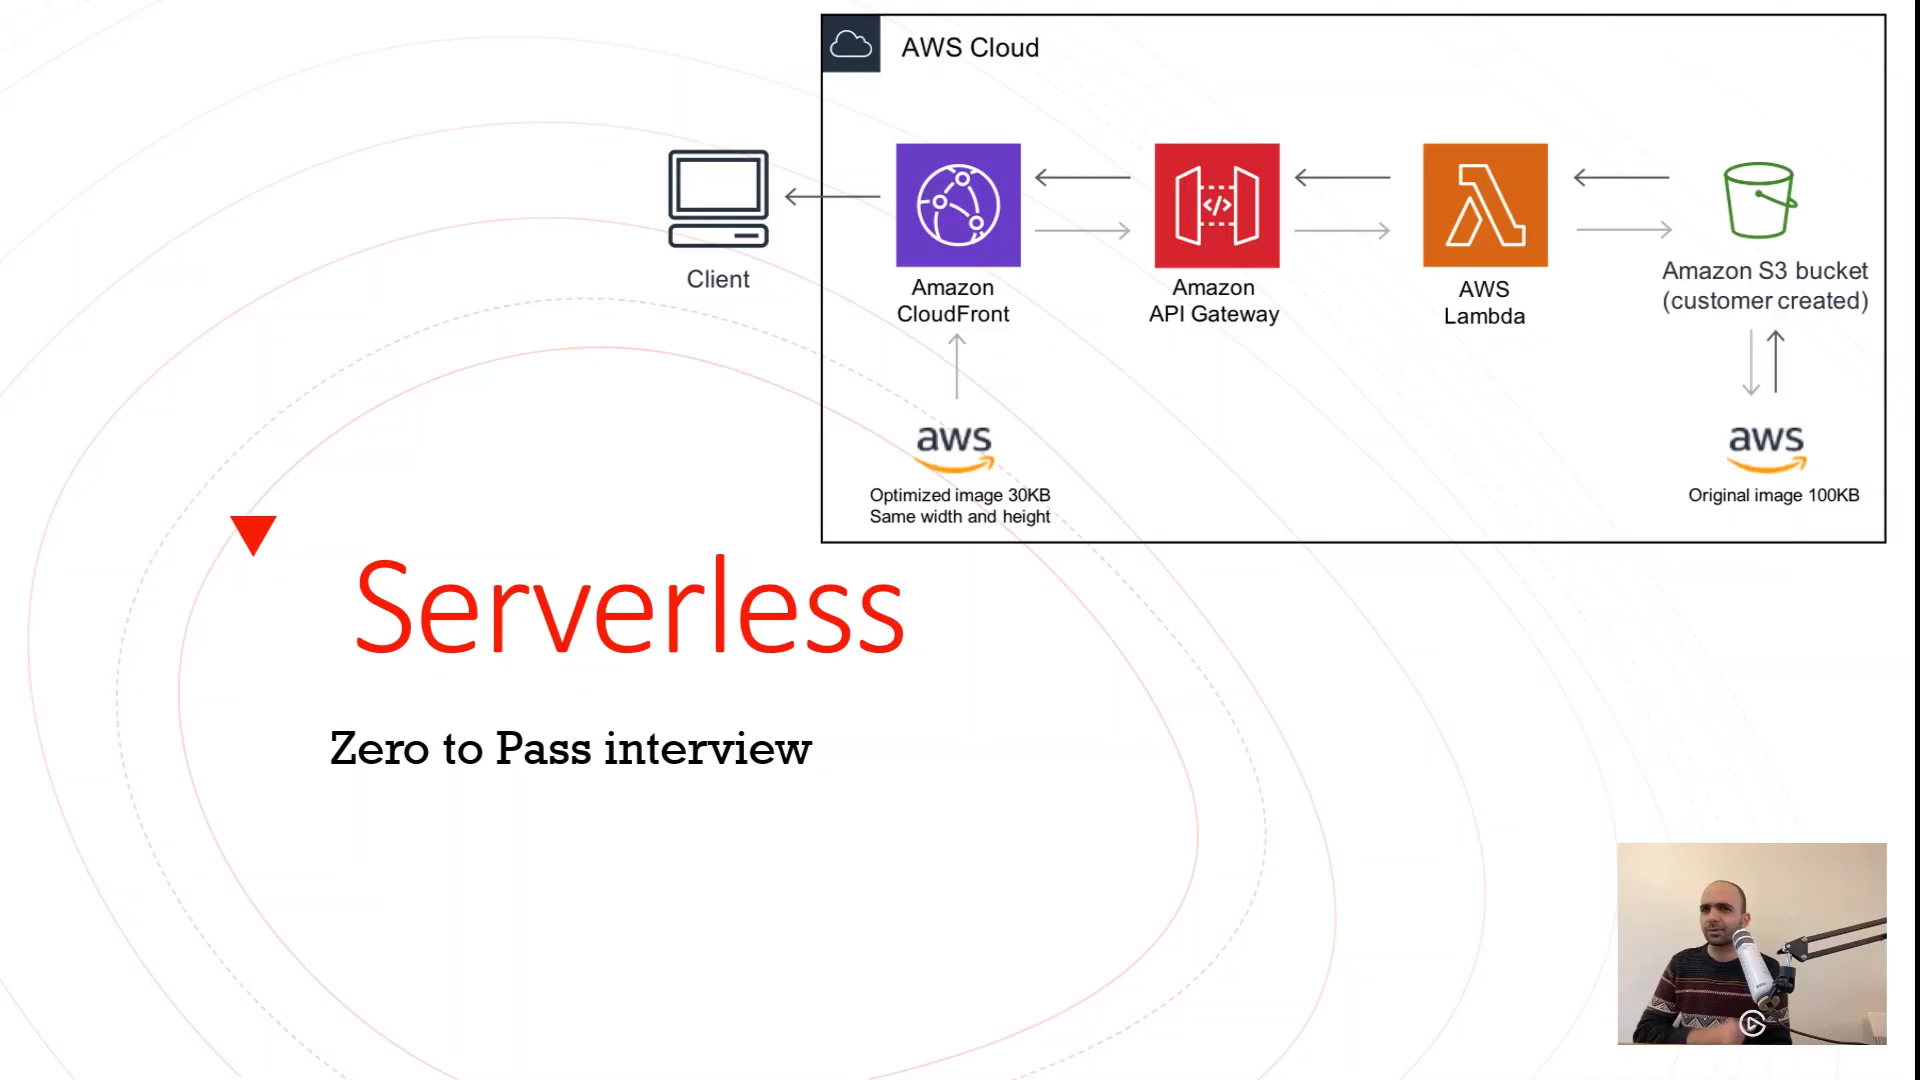 AWS Cloud
Client
Amazon
CloudFront
Amazon
API Gateway
AWS
Lambda
Amazon S3 bucket
(customer created)
aws
Optimized image 30KB
Same width and height
aws
Original image 100KB
Serverless
Zero to Pass interview